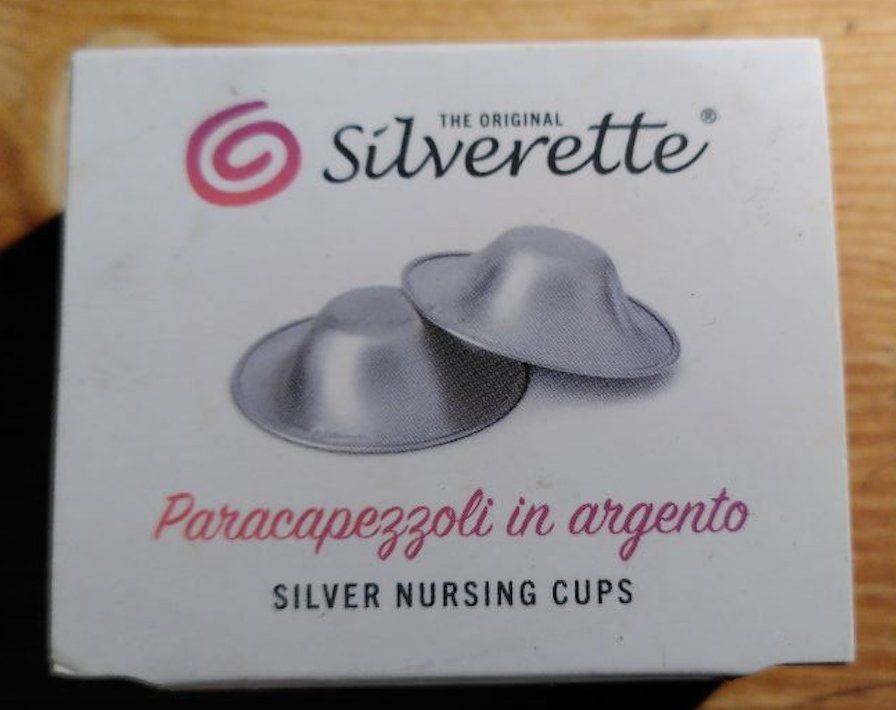 THE ORIGINAL
Silverette®
Paracapezzoli in argento
SILVER NURSING CUPS